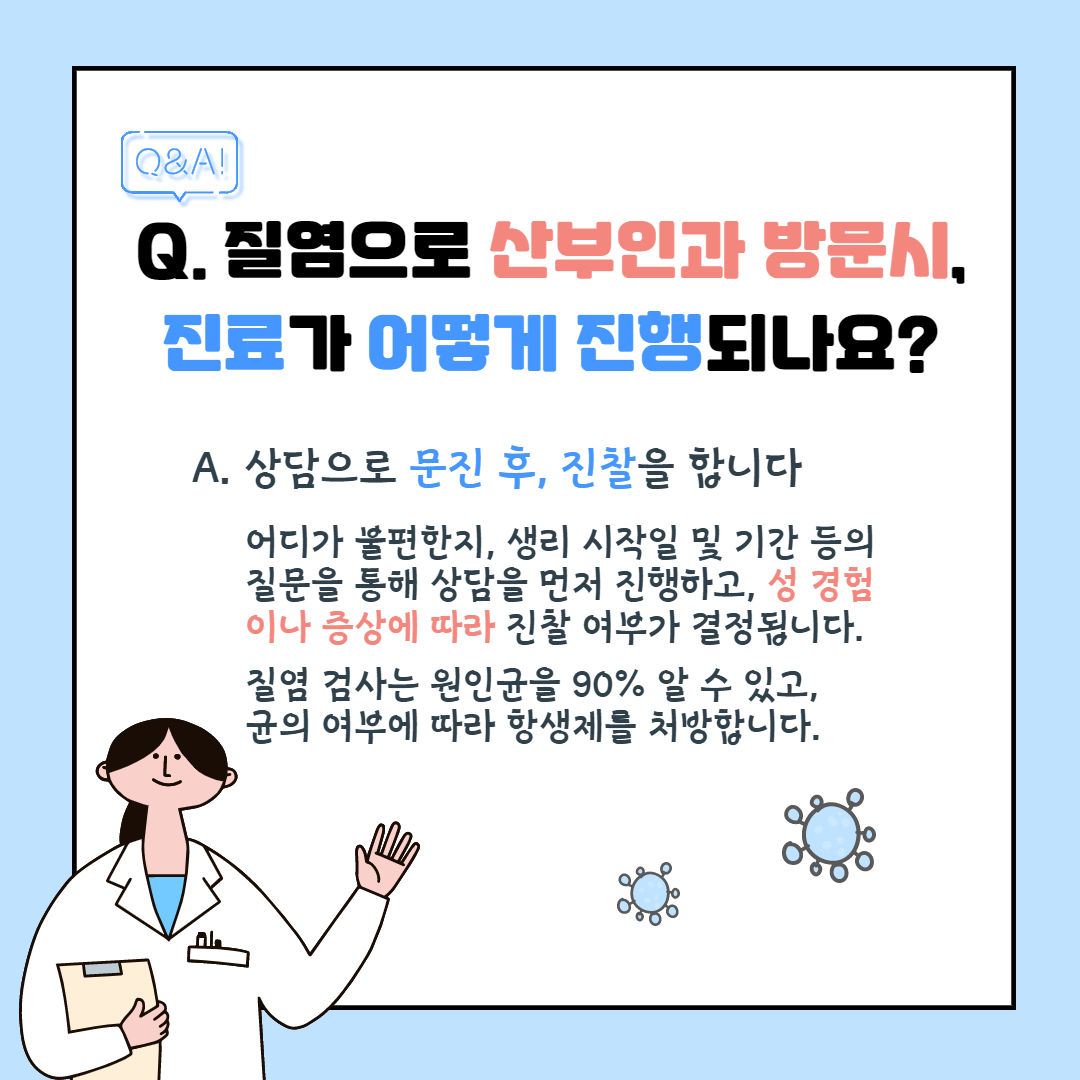 Q&A!
Q. 질염으로 산부인과 방문시,
진료가 어떻게 진행되나요?
A. 상담으로 문진 후, 진찰을 합니다
어디가 불편한지, 생리 시작일 및 기간 등의
질문을 통해 상담을 먼저 진행하고, 성 경험
이나 증상에 따라 진찰 여부가 결정됩니다.
질염 검사는 원인균을 90% 알 수 있고,
균의 여부에 따라 항생제를 처방합니다.